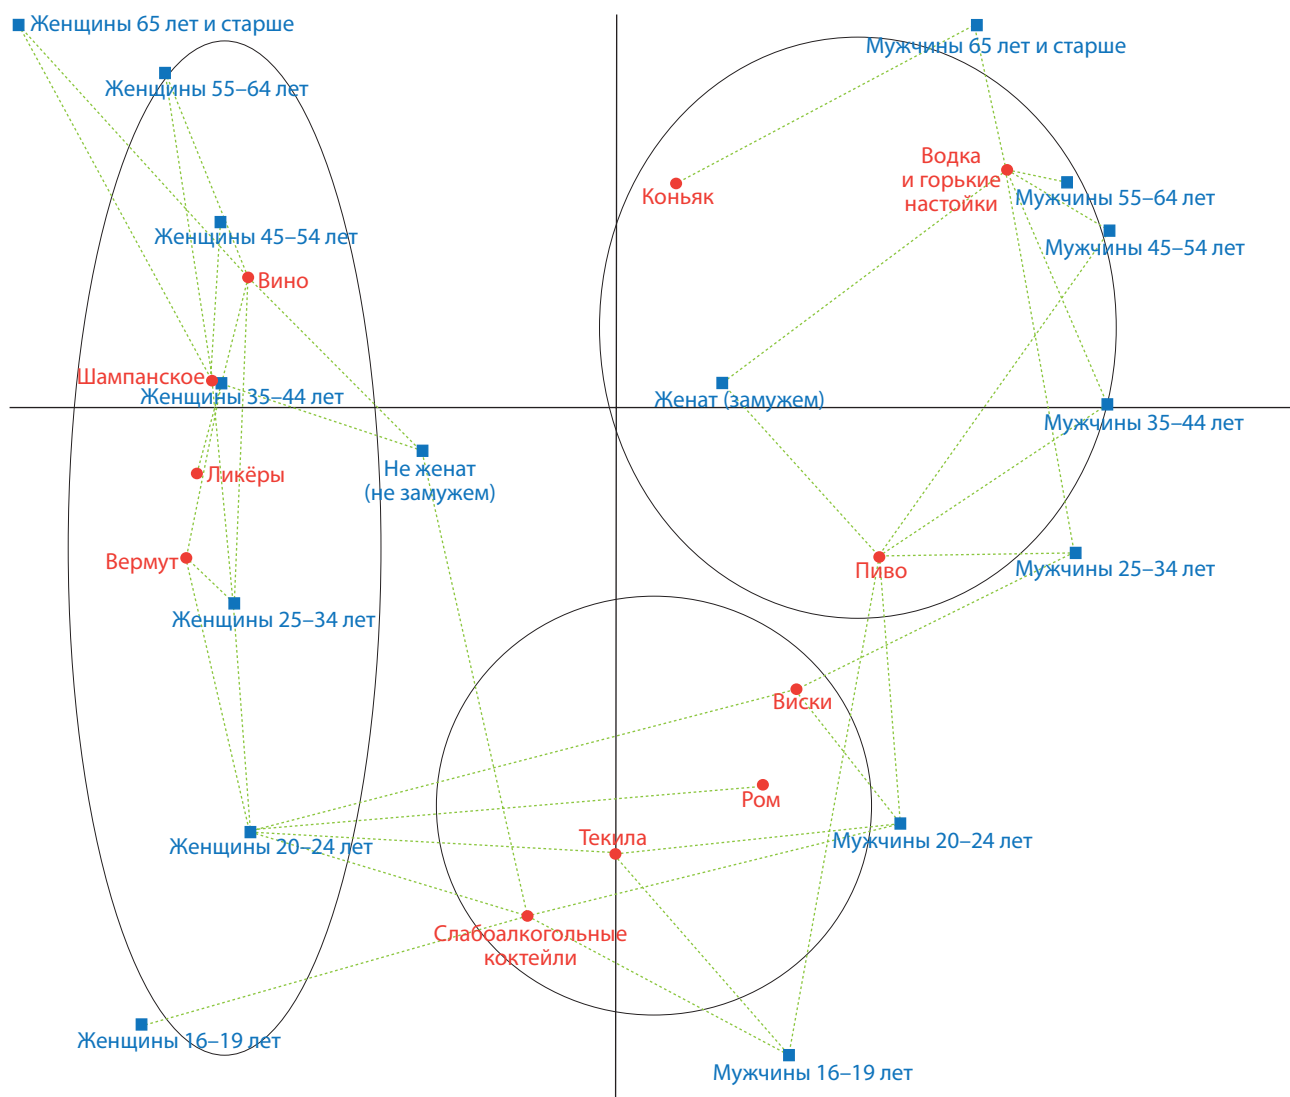 Женщины 65 лет и старше
Мужчины 65 лет и старше
Женщины 55–64 лет
Водка
и горькие
настойки
Коньяк
Мужчины 55–64 лет
Женщины 45–54 лет
Мужчины 45–54 лет
Вино
Шампанское
Женщины 35–44 лет
Женат (замужем)
Мужчины 35–44 лет
Ликёры
Не женат
(не замужем)
Вермут
Пиво
Мужчины 25–34 лет
Женщины 25–34 лет
Виски
Ром
Текила
Мужчины 20–24 лет
Женщины 20–24 лет
Слабоалкогольные
коктейли
Женщины 16–19 лет
Мужчины 16–19 лет